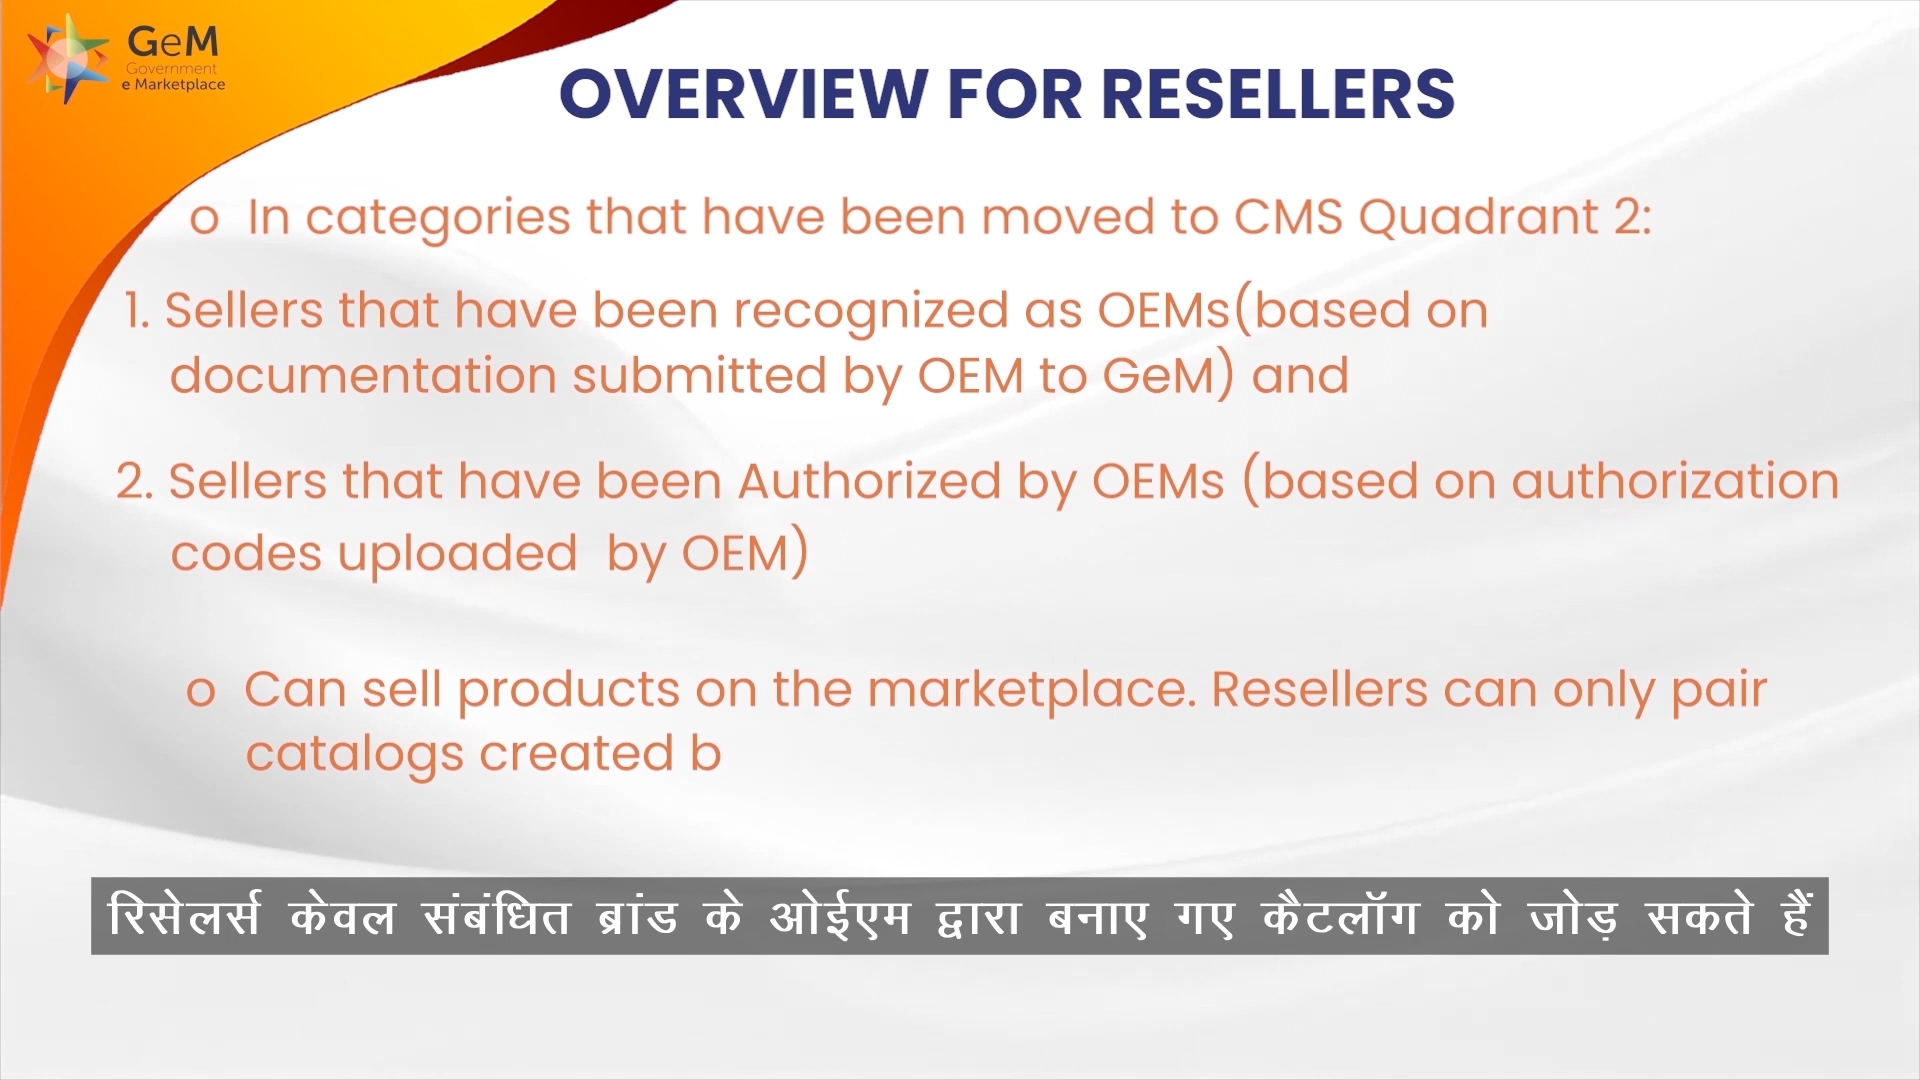 GeM
Government
e Marketplace
OVERVIEW FOR RESELLERS
o In categories that have been moved to CMS Quadrant 2:
1. Sellers that have been recognized as OEMs(based on
documentation submitted by OEM to GeM) and
2. Sellers that have been Authorized by OEMs (based on authorization
codes uploaded by OEM)
o Can sell products on the marketplace. Resellers can only pair
catalogs created b
रिसेलर्स केवल संबंधित ब्रांड के ओईएम द्वारा बनाए गए कैटलॉग को जोड़ सकते हैं